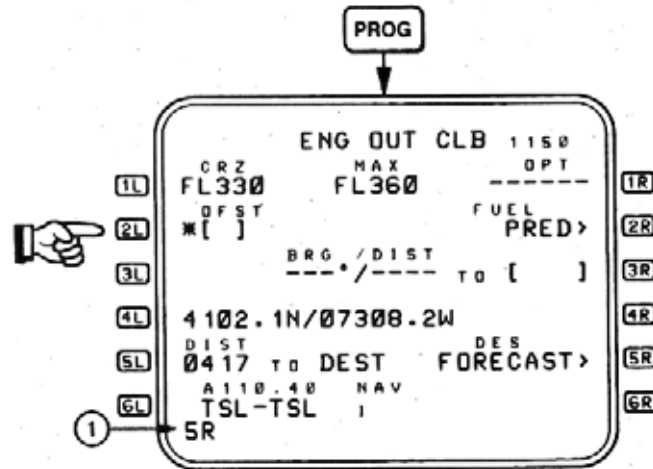 PROG
ENG OUT CLB 1150
CRZ MAX OPT
1L FL330 FL360 ------ 1R
OFST FUEL
2L *[ ] PRED> 2R
BRG /DIST
3L ---°/---- TO [ ] 3R
4L 4102.1N/07308.2W 4R
DIST DES
5L 0417 TO DEST FORECAST> 5R
A110.40 NAV
6L TSL-TSL 6R
1 5R